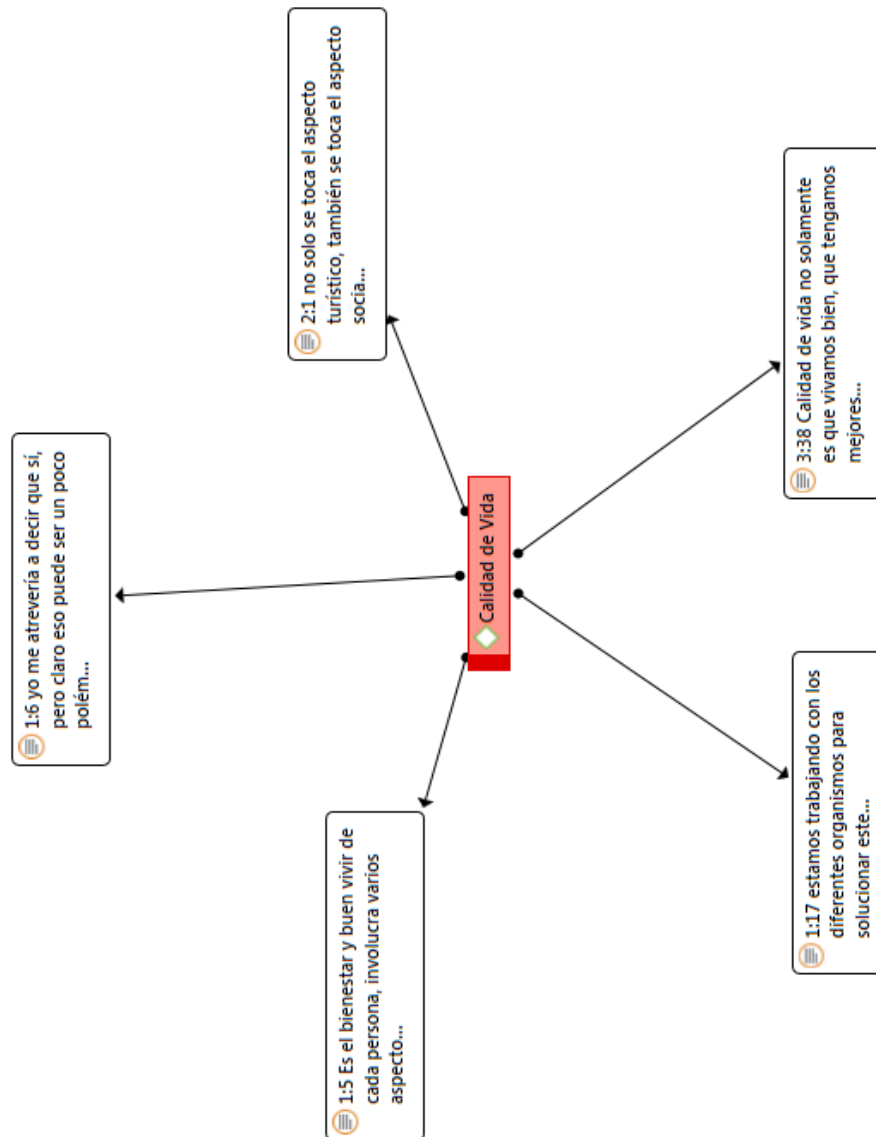 1:6 yo me atrevería a decir que sí,
pero claro eso puede ser un poco
polém...
2:1 no solo se toca el aspecto
turístico, también se toca el aspecto
socia...
1:5 Es el bienestar y buen vivir de
cada persona, involucra varios
aspecto...
Calidad de Vida
3:38 Calidad de vida no solamente
es que vivamos bien, que tengamos
mejores...
1:17 estamos trabajando con los
diferentes organismos para
solucionar este...